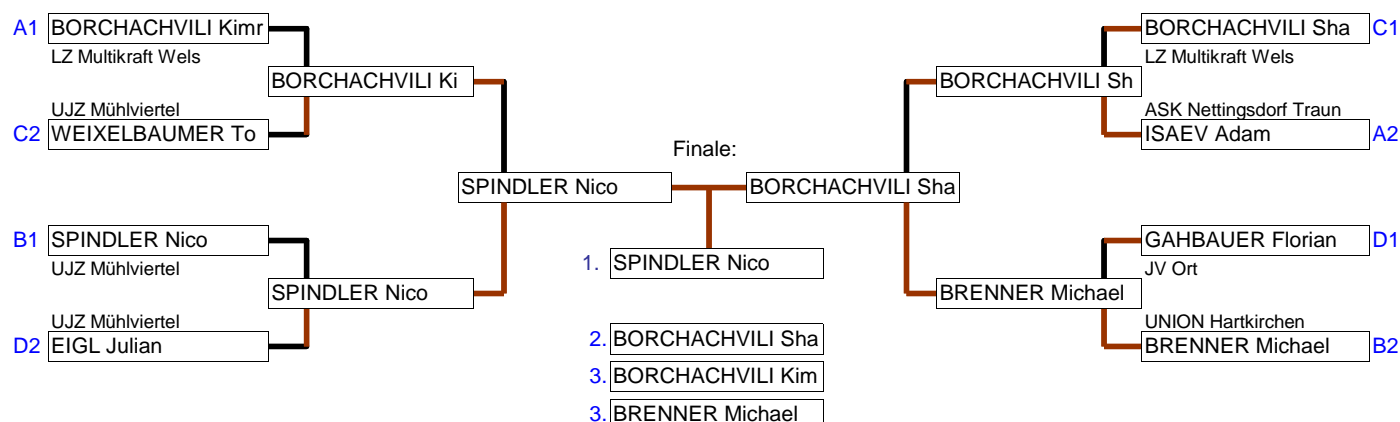 A1 BORCHACHVILI Kimr
LZ Multikraft Wels
BORCHACHVILI Ki
UJZ Mühlviertel
C2 WEIXELBAUMER To
SPINDLER Nico
B1 SPINDLER Nico
UJZ Mühlviertel
SPINDLER Nico
UJZ Mühlviertel
D2 EIGL Julian
Finale:
BORCHACHVILI Sha
1. SPINDLER Nico
2. BORCHACHVILI Sha
3. BORCHACHVILI Kim
3. BRENNER Michael
BORCHACHVILI Sha C1
LZ Multikraft Wels
BORCHACHVILI Sh
ASK Nettingsdorf Traun
ISAEV Adam A2
GAHBAUER Florian D1
JV Ort
BRENNER Michael
UNION Hartkirchen
BRENNER Michael B2